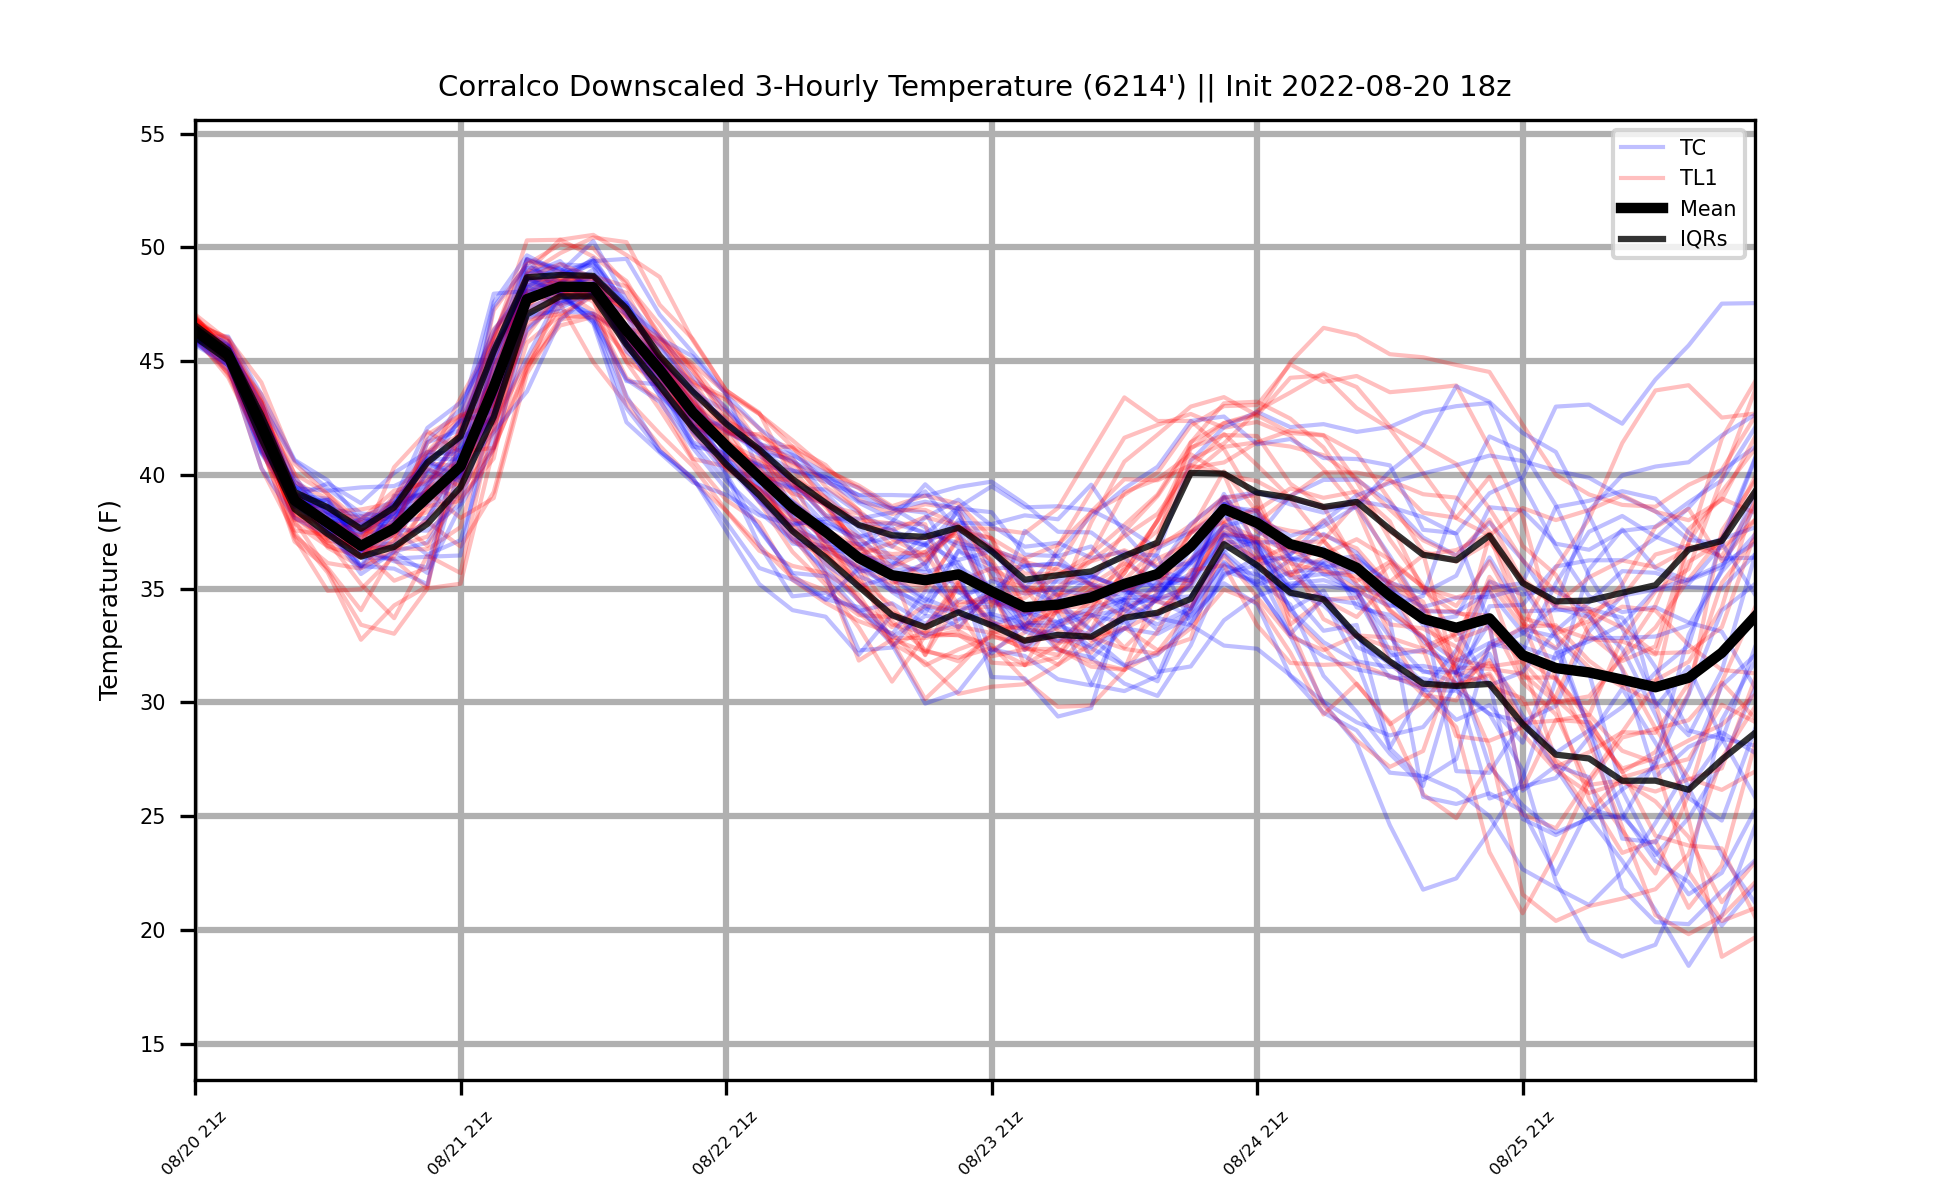 Corralco Downscaled 3-Hourly Temperature (6214') || Init 2022-08-20 18z
TC
TL1
Mean
IQRs
Temperature (F)
55
50
45
40
35
30
25
20
15
08/20 21z
08/21 21z
08/22 21z
08/23 21z
08/24 21z
08/25 21z